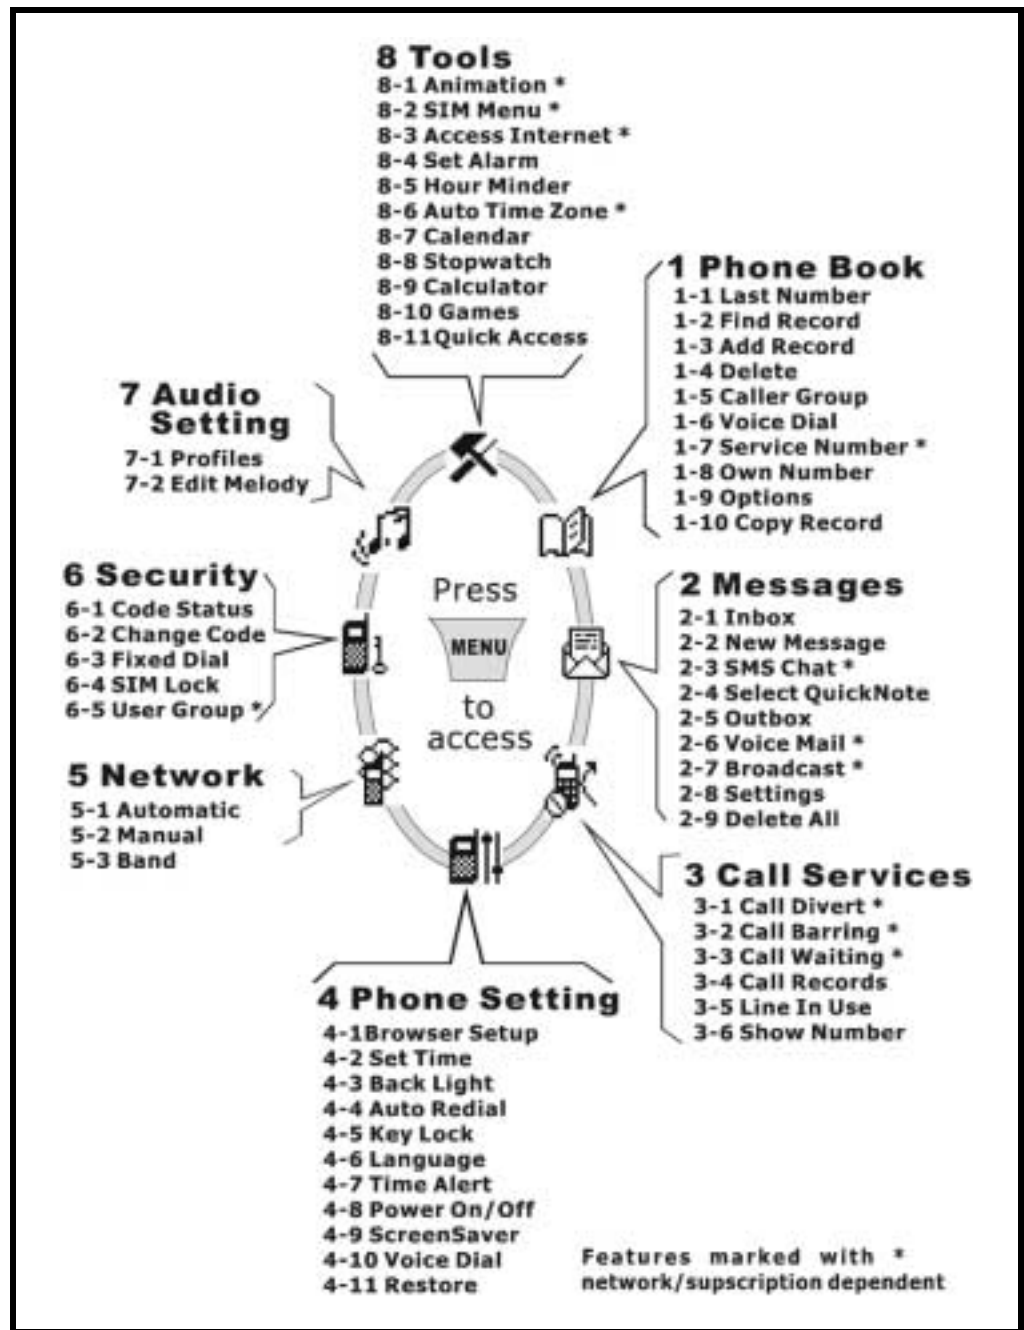 8 Tools
8-1 Animation *
8-2 SIM Menu *
8-3 Access Internet *
8-4 Set Alarm
8-5 Hour Minder
8-6 Auto Time Zone *
8-7 Calendar
8-8 Stopwatch
8-9 Calculator
8-10 Games
8-11Quick Access
1 Phone Book
1-1 Last Number
1-2 Find Record
1-3 Add Record
1-4 Delete
1-5 Caller Group
1-6 Voice Dial
1-7 Service Number *
1-8 Own Number
1-9 Options
1-10 Copy Record
7 Audio
Setting
7-1 Profiles
7-2 Edit Melody
6 Security
6-1 Code Status
6-2 Change Code
6-3 Fixed Dial
6-4 SIM Lock
6-5 User Group *
Press
MENU
to
access
2 Messages
2-1 Inbox
2-2 New Message
2-3 SMS Chat *
2-4 Select QuickNote
2-5 Outbox
2-6 Voice Mail *
2-7 Broadcast *
2-8 Settings
2-9 Delete All
5 Network
5-1 Automatic
5-2 Manual
5-3 Band
3 Call Services
3-1 Call Divert *
3-2 Call Barring *
3-3 Call Waiting *
3-4 Call Records
3-5 Line In Use
3-6 Show Number
4 Phone Setting
4-1Browser Setup
4-2 Set Time
4-3 Back Light
4-4 Auto Redial
4-5 Key Lock
4-6 Language
4-7 Time Alert
4-8 Power On/Off
4-9 ScreenSaver
4-10 Voice Dial
4-11 Restore
Features marked with *
network/supscription dependent